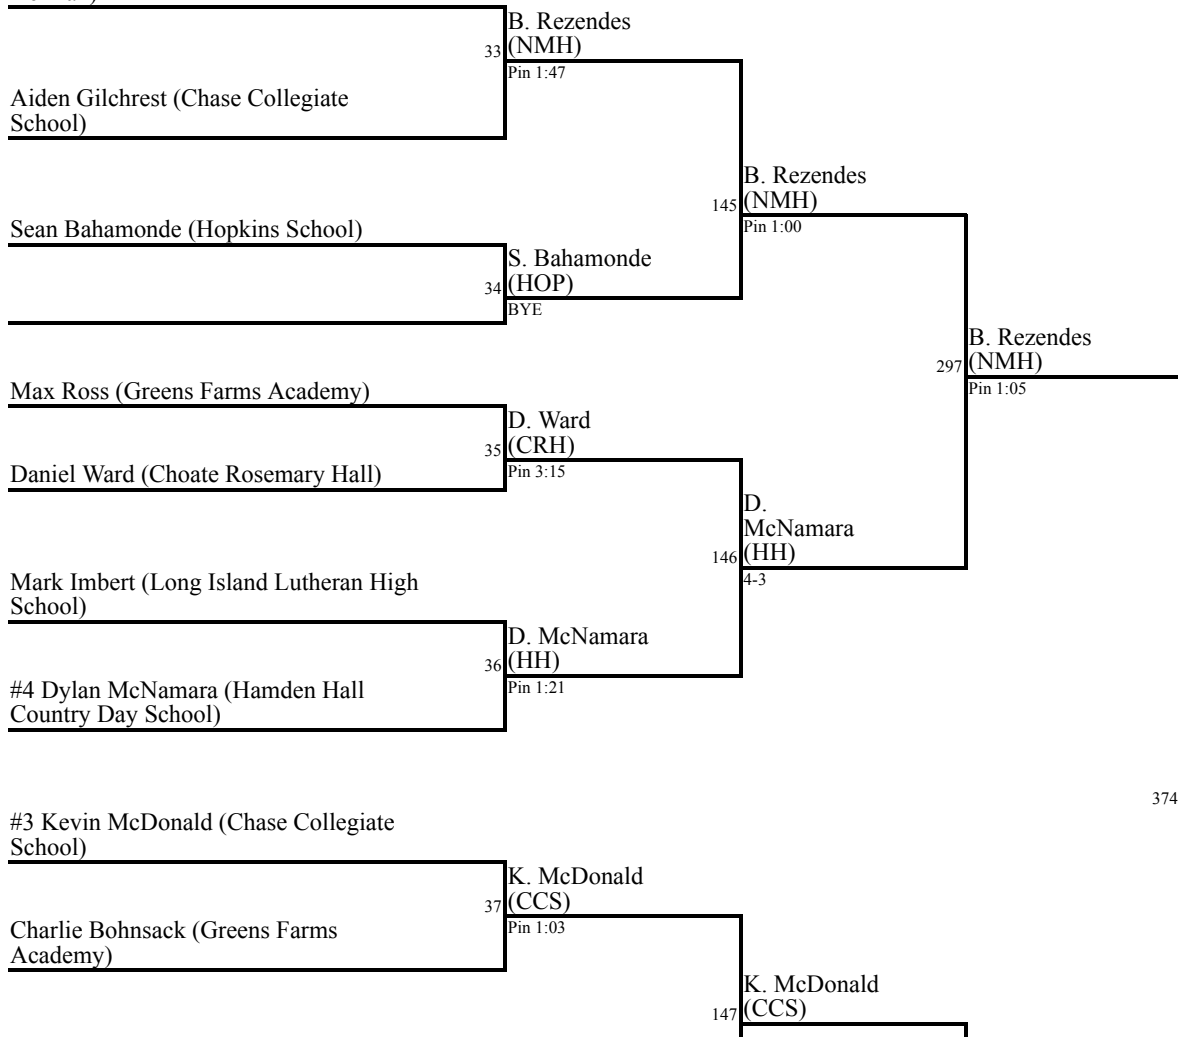 B. Rezendes
33 (NMH)
Pin 1:47
Aiden Gilchrest (Chase Collegiate
School)
B. Rezendes
145 (NMH)
Pin 1:00
Sean Bahamonde (Hopkins School)
S. Bahamonde
34 (HOP)
BYE
B. Rezendes
297 (NMH)
Pin 1:05
Max Ross (Greens Farms Academy)
D. Ward
35 (CRH)
Pin 3:15
Daniel Ward (Choate Rosemary Hall)
D.
McNamara
146 (HH)
4-3
Mark Imbert (Long Island Lutheran High
School)
D. McNamara
36 (HH)
Pin 1:21
#4 Dylan McNamara (Hamden Hall
Country Day School)
374
#3 Kevin McDonald (Chase Collegiate
School)
K. McDonald
37 (CCS)
Pin 1:03
Charlie Bohnsack (Greens Farms
Academy)
K. McDonald
147 (CCS)